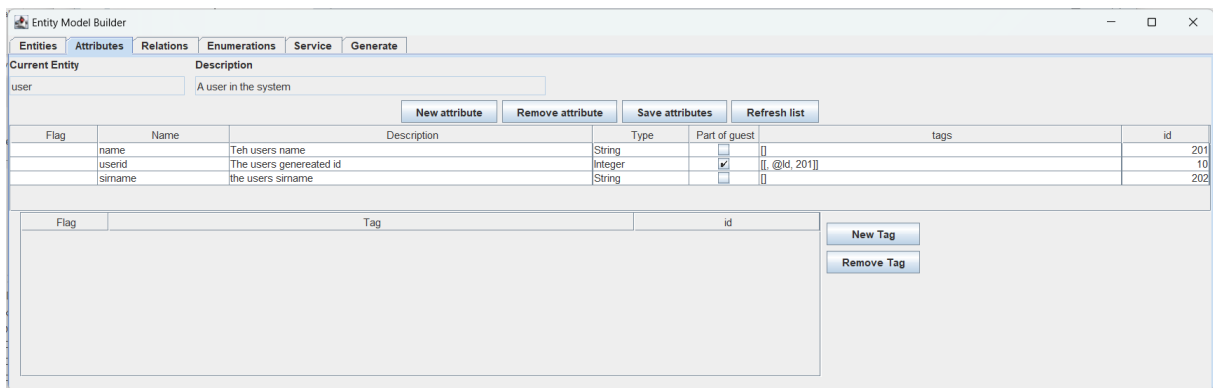 Entity Model Builder
Entities Attributes Relations Enumerations Service Generate
Current Entity Description
user A user in the system
New attribute Remove attribute Save attributes Refresh list
Flag Name Description Type Part of guest tags id
name Teh users name String [] 201
userid The users genereated id Integer [[, @Id, 201]] 10
sirname the users sirname String [] 202
Flag Tag id
New Tag
Remove Tag